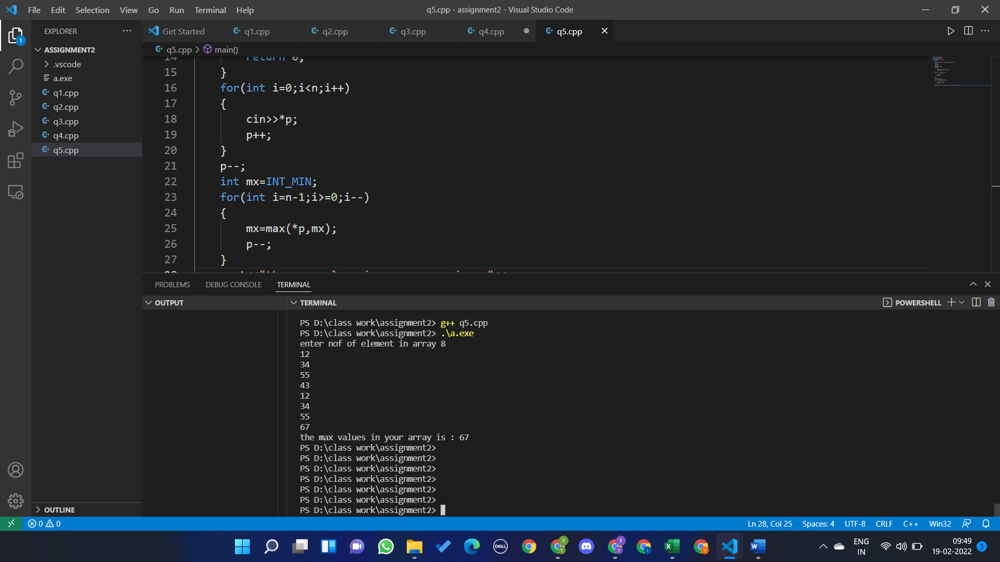 File Edit Selection View Go Run Terminal Help
q5.cpp - assignment2 - Visual Studio Code
EXPLORER
Get Started
q1.cpp
q2.cpp
q3.cpp
q4.cpp
q5.cpp
1
ASSIGNMENT2
.vscode
a.exe
q1.cpp
q2.cpp
q3.cpp
q4.cpp
q5.cpp
OUTLINE
q5.cpp > main()
14 return 0;
15 }
16 for(int i=0;i<n;i++)
17 {
18 cin>>*p;
19 p++;
20 }
21 p--;
22 int mx=INT_MIN;
23 for(int i=n-1;i>=0;i--)
24 {
25 mx=max(*p,mx);
26 p--;
27 }
PROBLEMS DEBUG CONSOLE TERMINAL
OUTPUT
TERMINAL
POWERSHELL
PS D:\class work\assignment2> g++ q5.cpp
PS D:\class work\assignment2> .\a.exe
enter nof of element in array 8
12
34
55
43
12
34
55
67
the max values in your array is : 67
PS D:\class work\assignment2>
PS D:\class work\assignment2>
PS D:\class work\assignment2>
PS D:\class work\assignment2>
PS D:\class work\assignment2>
PS D:\class work\assignment2>
PS D:\class work\assignment2>
0 0
Ln 28, Col 25 Spaces: 4 UTF-8 CRLF C++ Win32
DELL
Y
Y
y
y
i
X
Y
W
ENG
IN
09:49
19-02-2022
3